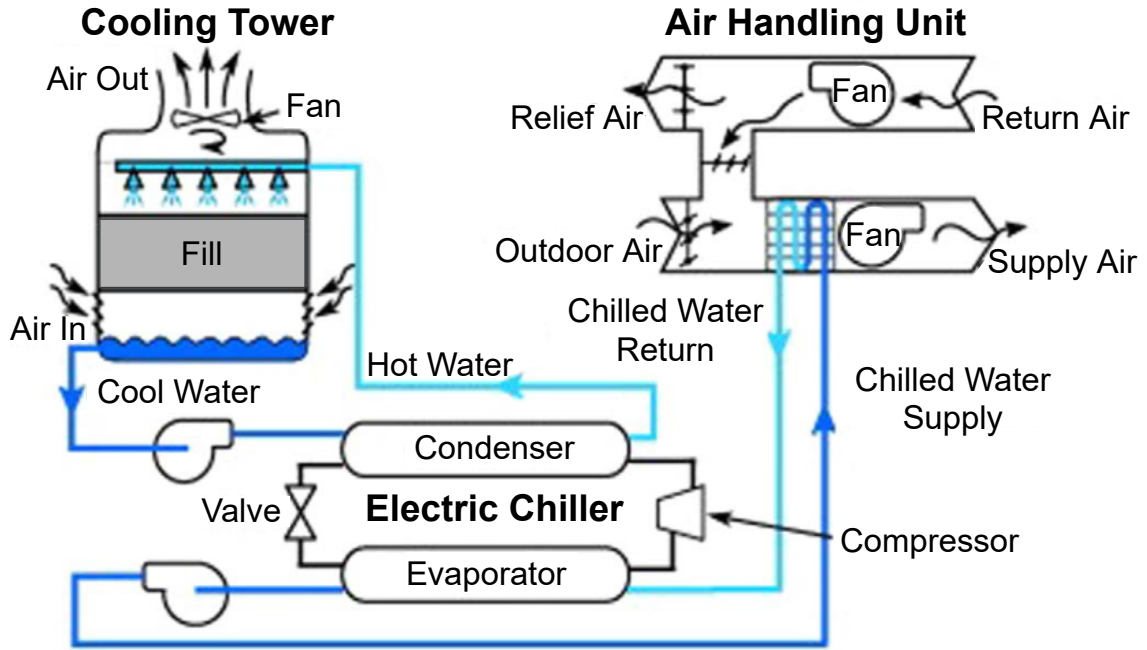 Cooling Tower
Air Handling Unit
Air Out
Fan
Fan
Relief Air
Return Air
Fill
Outdoor Air
Fan
Supply Air
Air In
Chilled Water
Return
Hot Water
Cool Water
Chilled Water
Supply
Condenser
Valve
Electric Chiller
Compressor
Evaporator